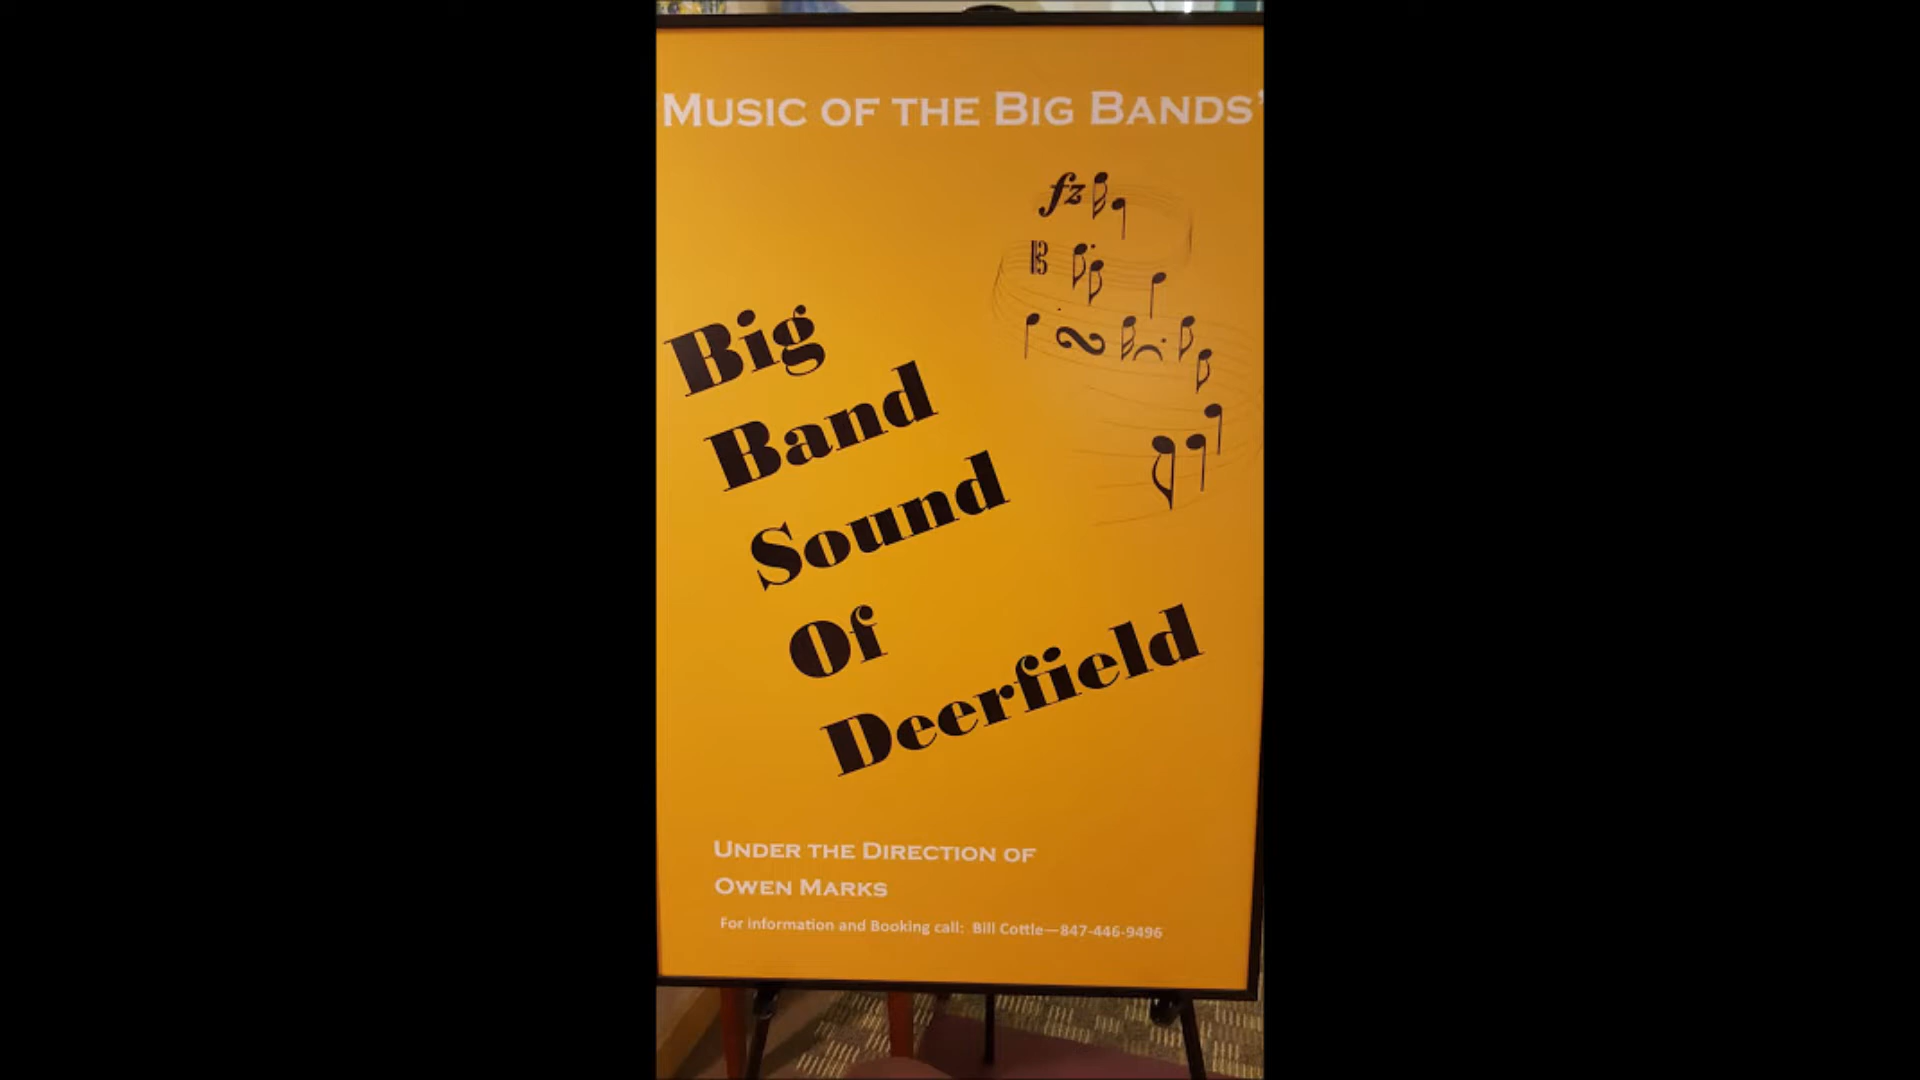 MUSIC OF THE BIG BANDS'
fz
Big
Band
Sound
Of
Deerfield
UNDER THE DIRECTION OF
OWEN MARKS
For information and Booking call:  Bill Cottle—847-446-9496